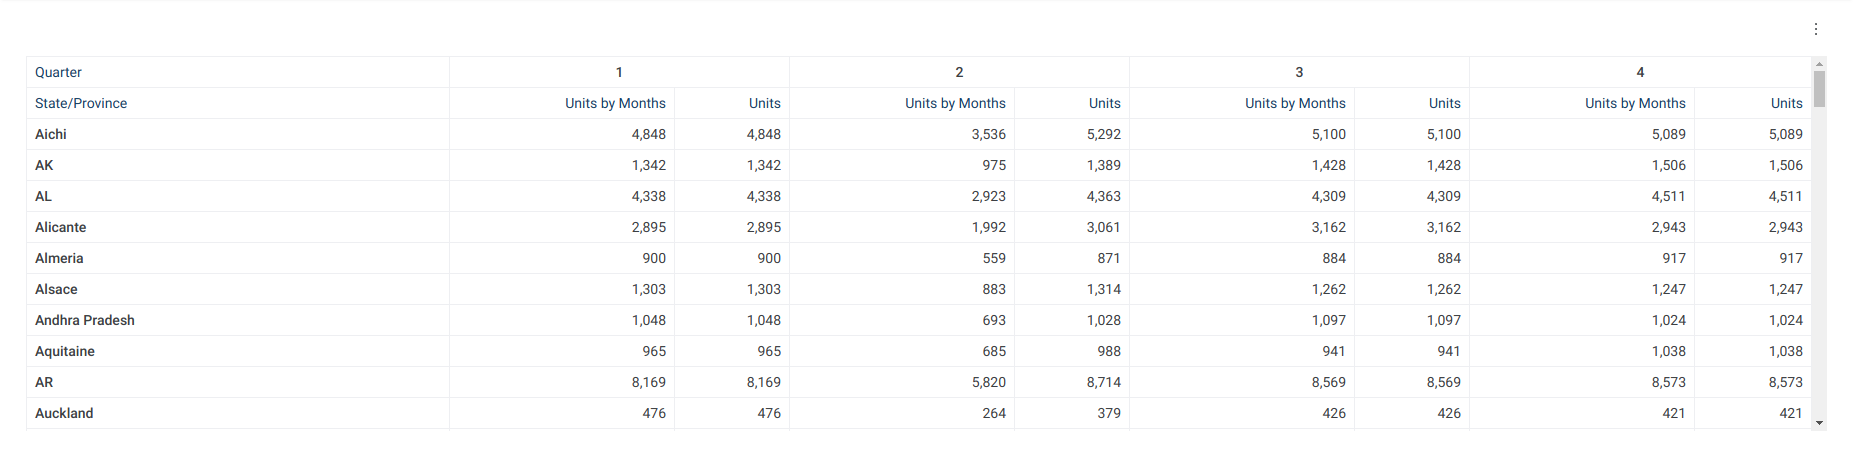 Quarter 1 2 3 4
State/Province Units by Months Units Units by Months Units Units by Months Units Units by Months Units
Aichi 4,848 4,848 3,536 5,292 5,100 5,100 5,089 5,089
AK 1,342 1,342 975 1,389 1,428 1,428 1,506 1,506
AL 4,338 4,338 2,923 4,363 4,309 4,309 4,511 4,511
Alicante 2,895 2,895 1,992 3,061 3,162 3,162 2,943 2,943
Almeria 900 900 559 871 884 884 917 917
Alsace 1,303 1,303 883 1,314 1,262 1,262 1,247 1,247
Andhra Pradesh 1,048 1,048 693 1,028 1,097 1,097 1,024 1,024
Aquitaine 965 965 685 988 941 941 1,038 1,038
AR 8,169 8,169 5,820 8,714 8,569 8,569 8,573 8,573
Auckland 476 476 264 379 426 426 421 421